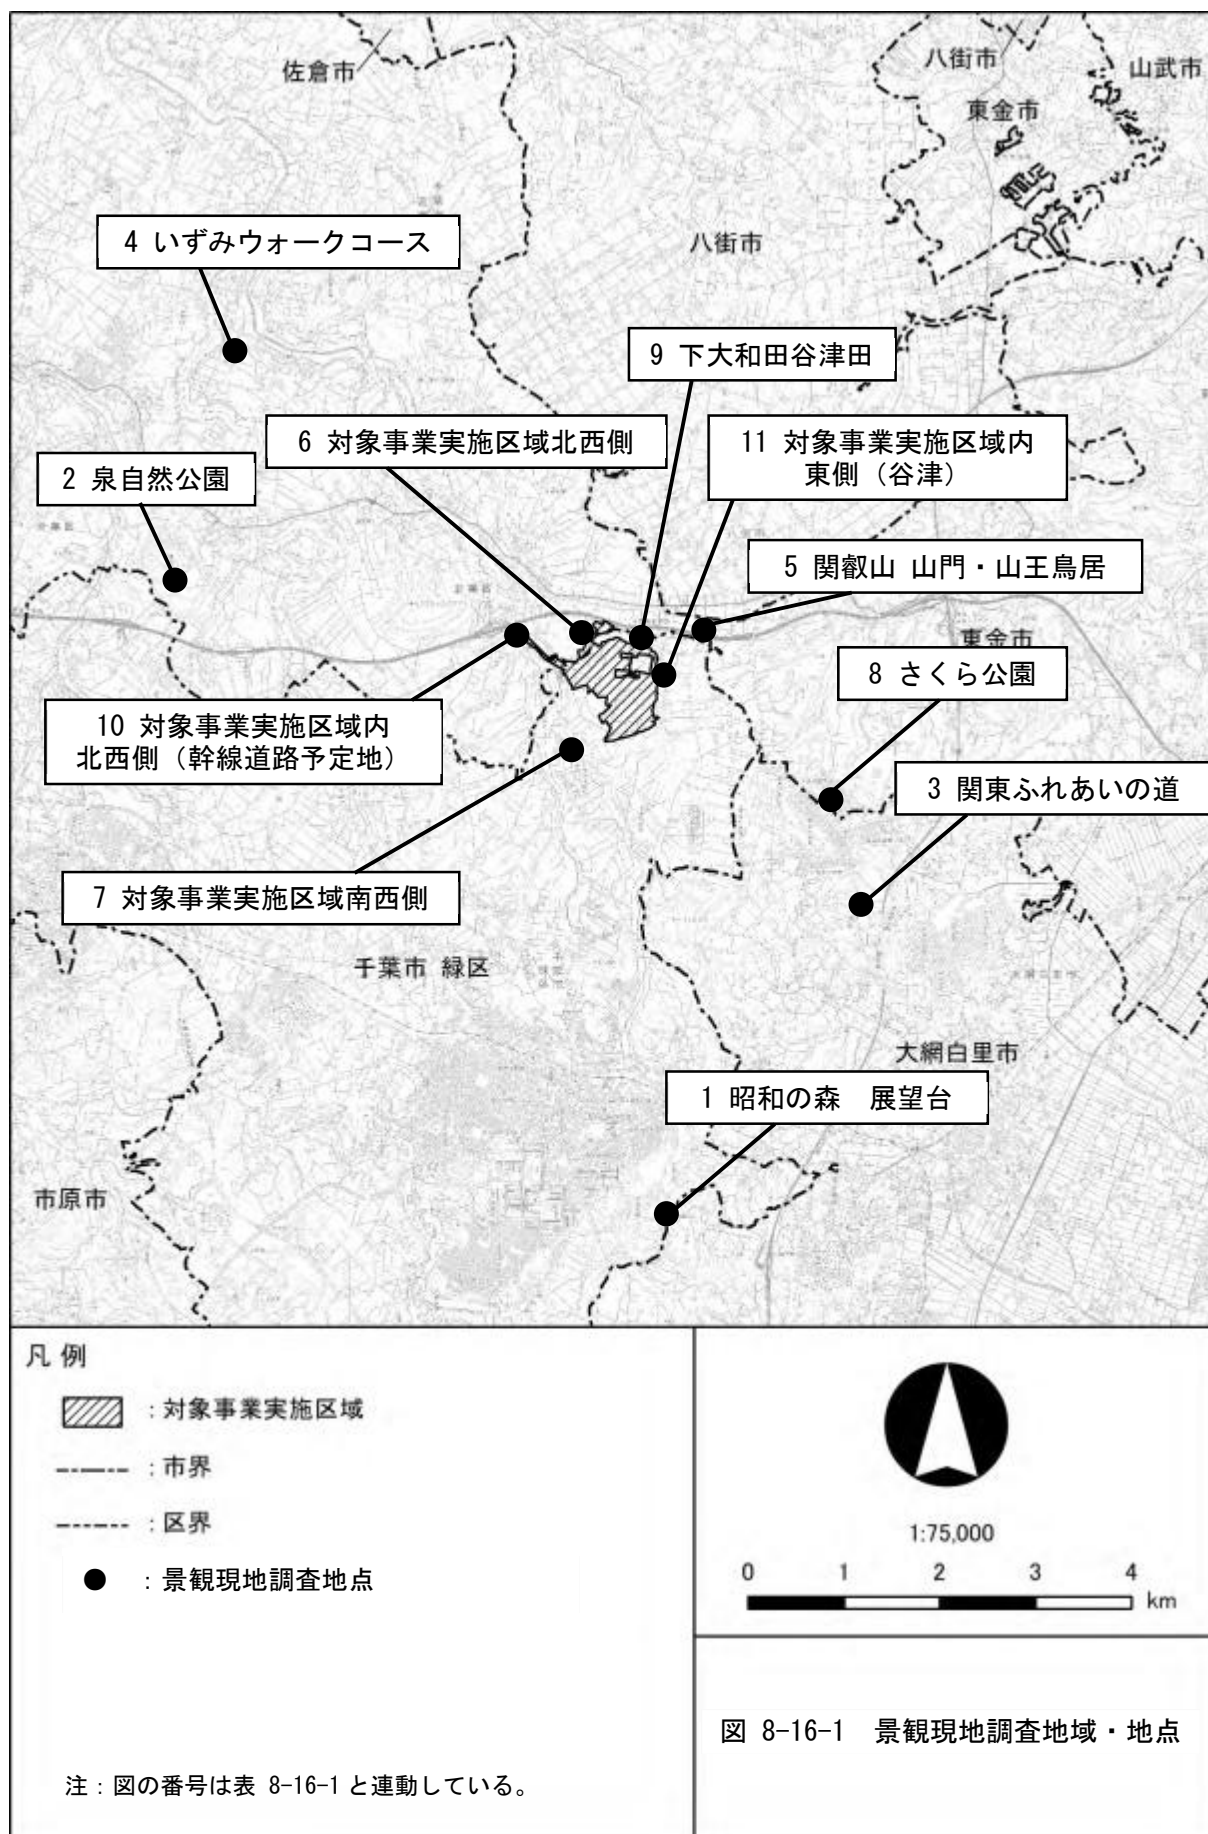 佐倉市
八街市
山武市
東金市
4 いずみウォークコース
八街市
9 下大和田谷津田
6 対象事業実施区域北西側
11 対象事業実施区域内
東側（谷津）
2 泉自然公園
5 関叡山 山門・山王鳥居
東金市
8 さくら公園
10 対象事業実施区域内
北西側（幹線道路予定地）
3 関東ふれあいの道
7 対象事業実施区域南西側
千葉市 緑区
大網白里市
1 昭和の森　展望台
市原市
凡 例
：対象事業実施区域
：市界
：区界
：景観現地調査地点
1:75,000
0 1 2 3 4
km
図 8-16-1　景観現地調査地域・地点
注：図の番号は表 8-16-1 と連動している。